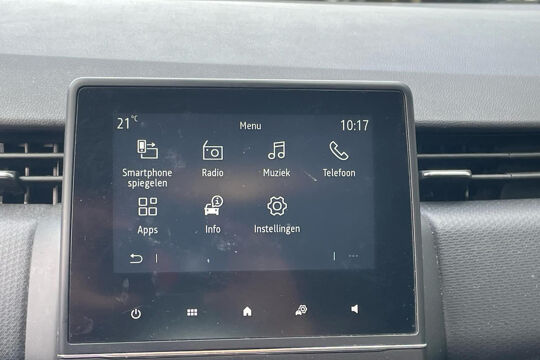 21°C Menu 10:17
Smartphone spiegelen
Radio
Muziek
Telefoon
Apps
Info
Instellingen